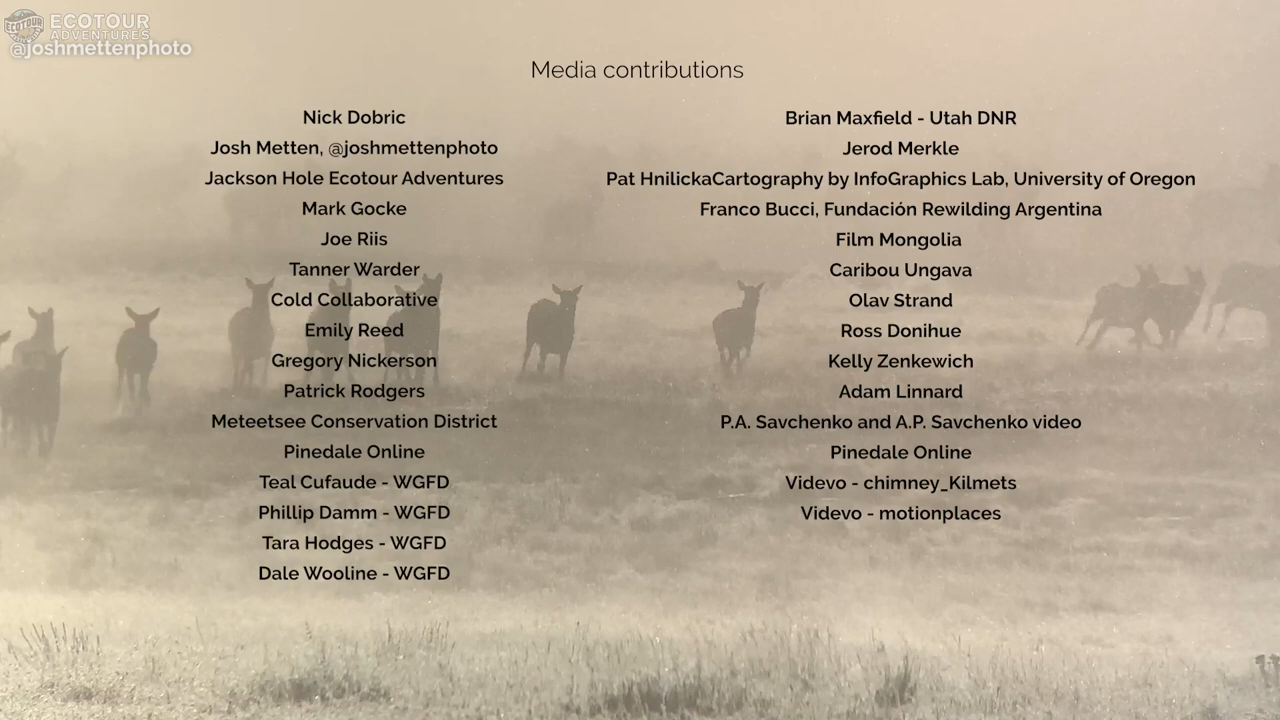 ECOTOUR
ADVENTURES
@joshmettenphoto
Media contributions
Nick Dobric
Josh Metten, @joshmettenphoto
Jackson Hole Ecotour Adventures
Mark Gocke
Joe Riis
Tanner Warder
Cold Collaborative
Emily Reed
Gregory Nickerson
Patrick Rodgers
Meteetsee Conservation District
Pinedale Online
Teal Cufaude - WGFD
Phillip Damm - WGFD
Tara Hodges - WGFD
Dale Wooline - WGFD
Brian Maxfield - Utah DNR
Jerod Merkle
Pat HnilickaCartography by InfoGraphics Lab, University of Oregon
Franco Bucci, Fundación Rewilding Argentina
Film Mongolia
Caribou Ungava
Olav Strand
Ross Donihue
Kelly Zenkewich
Adam Linnard
P.A. Savchenko and A.P. Savchenko video
Pinedale Online
Videvo - chimney_Kilmets
Videvo - motionplaces